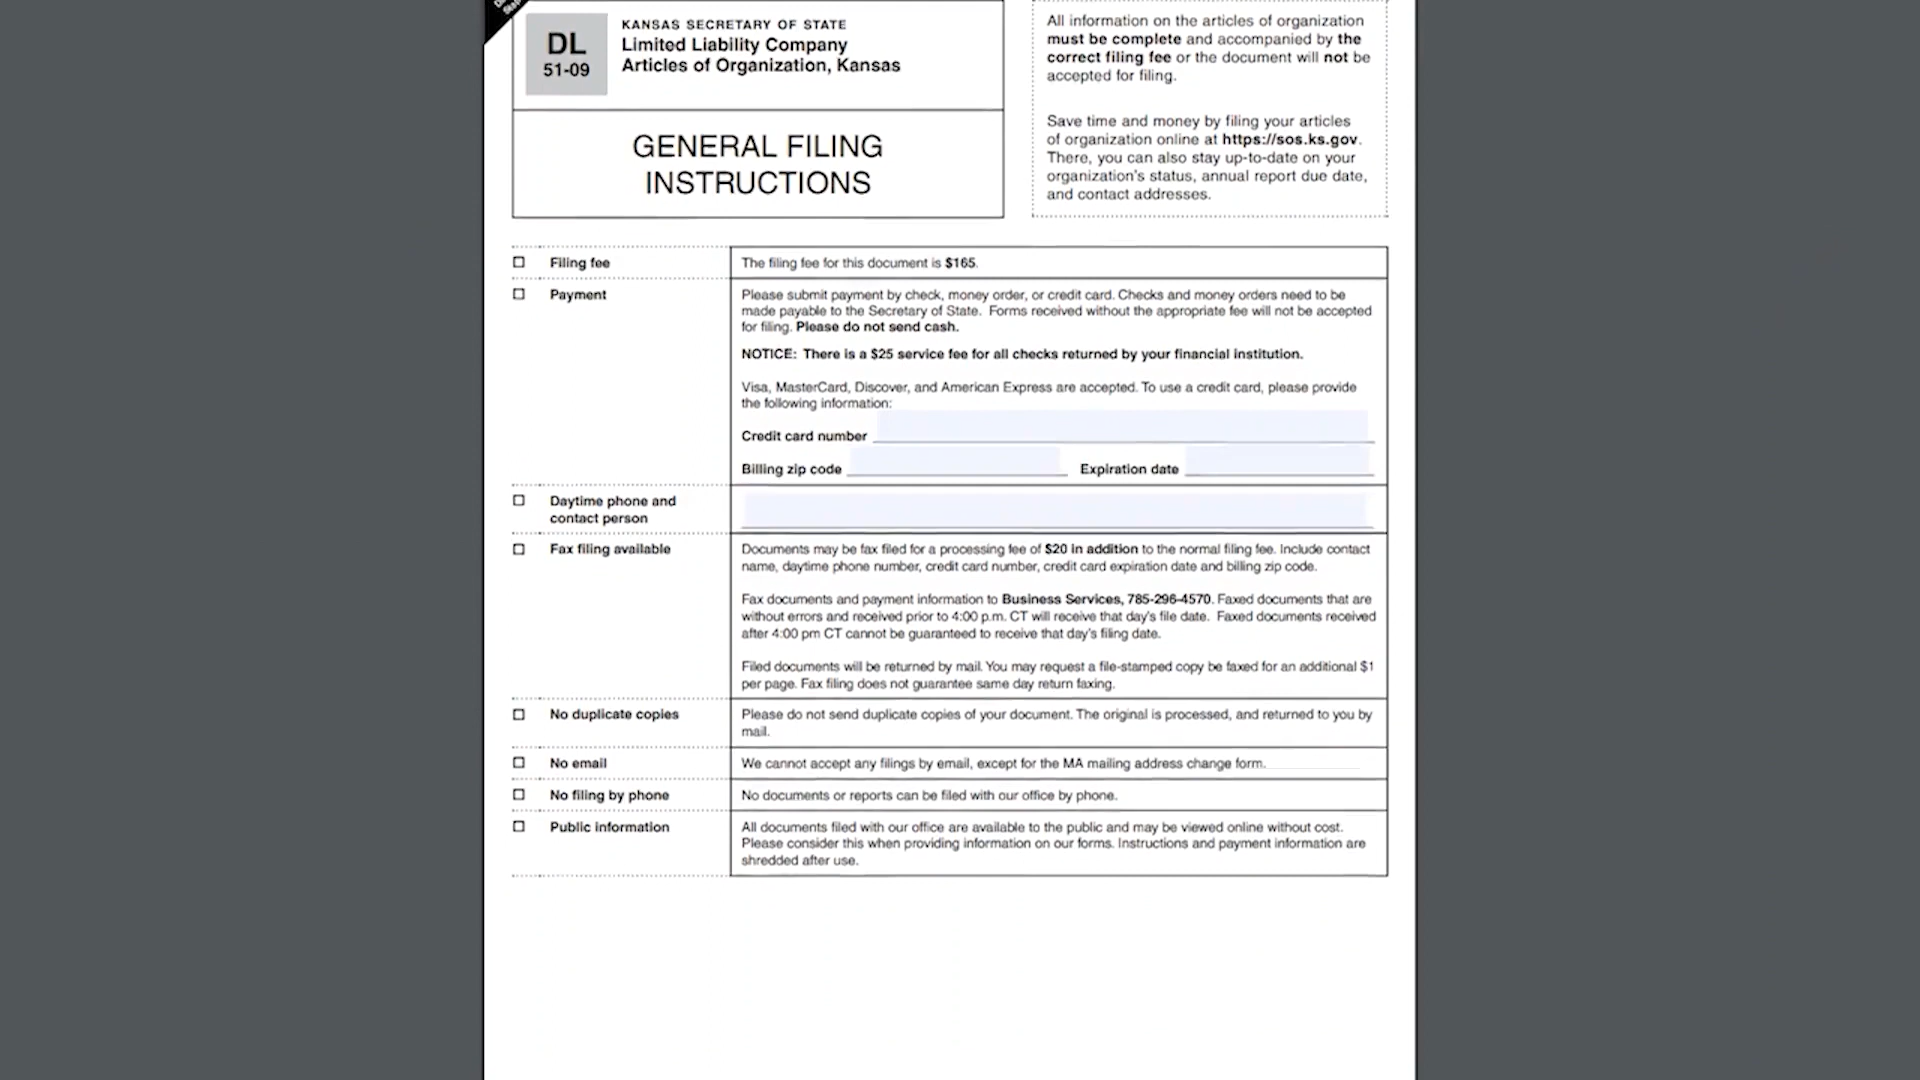 KANSAS SECRETARY OF STATE
DL
Limited Liability Company
51-09
Articles of Organization, Kansas
GENERAL FILING
INSTRUCTIONS
All information on the articles of organization
must be complete and accompanied by the
correct filing fee or the document will not be
accepted for filing.
Save time and money by filing your articles
of organization online at https://sos.ks.gov.
There, you can also stay up-to-date on your
organization's status, annual report due date,
and contact addresses.
Filing fee
The filing fee for this document is $165.
Payment
Please submit payment by check, money order, or credit card. Checks and money orders need to be
made payable to the Secretary of State. Forms received without the appropriate fee will not be accepted
for filing. Please do not send cash.
NOTICE: There is a $25 service fee for all checks returned by your financial institution.
Visa, MasterCard, Discover, and American Express are accepted. To use a credit card, please provide
the following information:
Credit card number
Billing zip code Expiration date
Daytime phone and
contact person
Fax filing available
Documents may be fax filed for a processing fee of $20 in addition to the normal filing fee. Include contact
name, daytime phone number, credit card number, credit card expiration date and billing zip code.
Fax documents and payment information to Business Services, 785-296-4570. Faxed documents that are
without errors and received prior to 4:00 p.m. CT will receive that day's file date. Faxed documents received
after 4:00 pm CT cannot be guaranteed to receive that day's filing date.
Filed documents will be returned by mail. You may request a file-stamped copy be faxed for an additional $1
per page. Fax filing does not guarantee same day return faxing.
No duplicate copies
Please do not send duplicate copies of your document. The original is processed, and returned to you by
mail.
No email
We cannot accept any filings by email, except for the MA mailing address change form.
No filing by phone
No documents or reports can be filed with our office by phone.
Public information
All documents filed with our office are available to the public and may be viewed online without cost.
Please consider this when providing information on our forms. Instructions and payment information are
shredded after use.